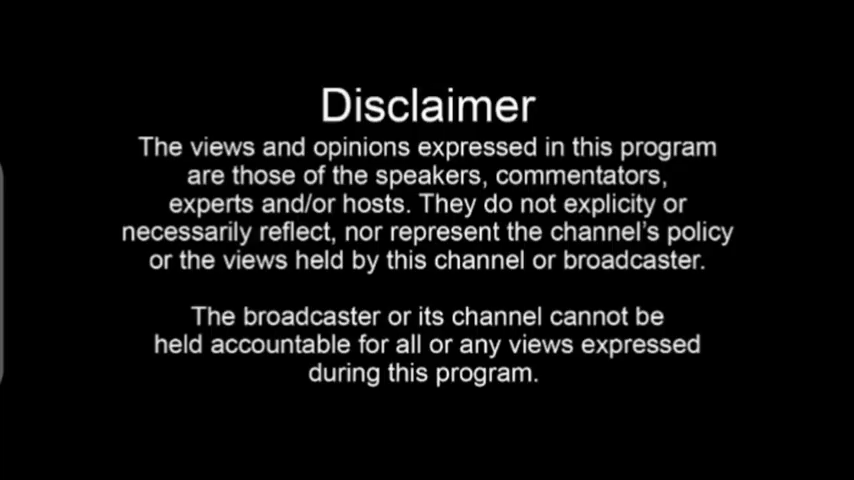 Disclaimer
The views and opinions expressed in this program
are those of the speakers, commentators,
experts and/or hosts. They do not explicity or
necessarily reflect, nor represent the channel's policy
or the views held by this channel or broadcaster.
The broadcaster or its channel cannot be
held accountable for all or any views expressed
during this program.